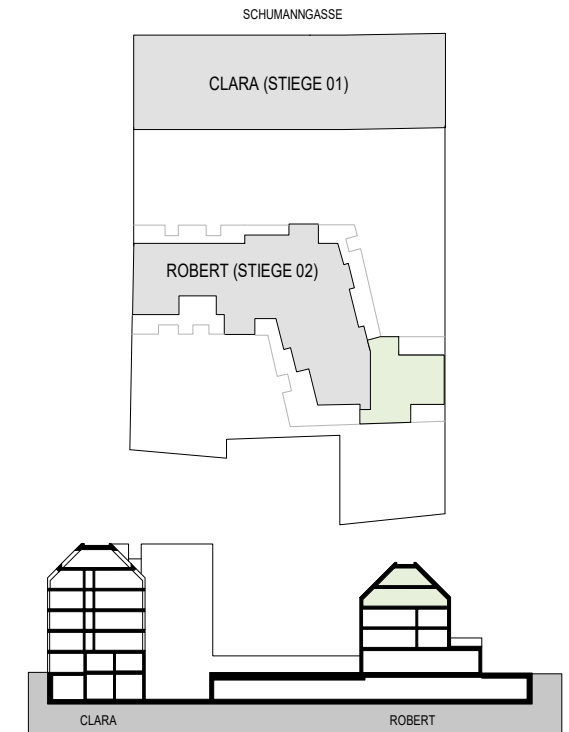 SCHUMANNGASSE
CLARA (STIEGE 01)
ROBERT (STIEGE 02)
CLARA
ROBERT